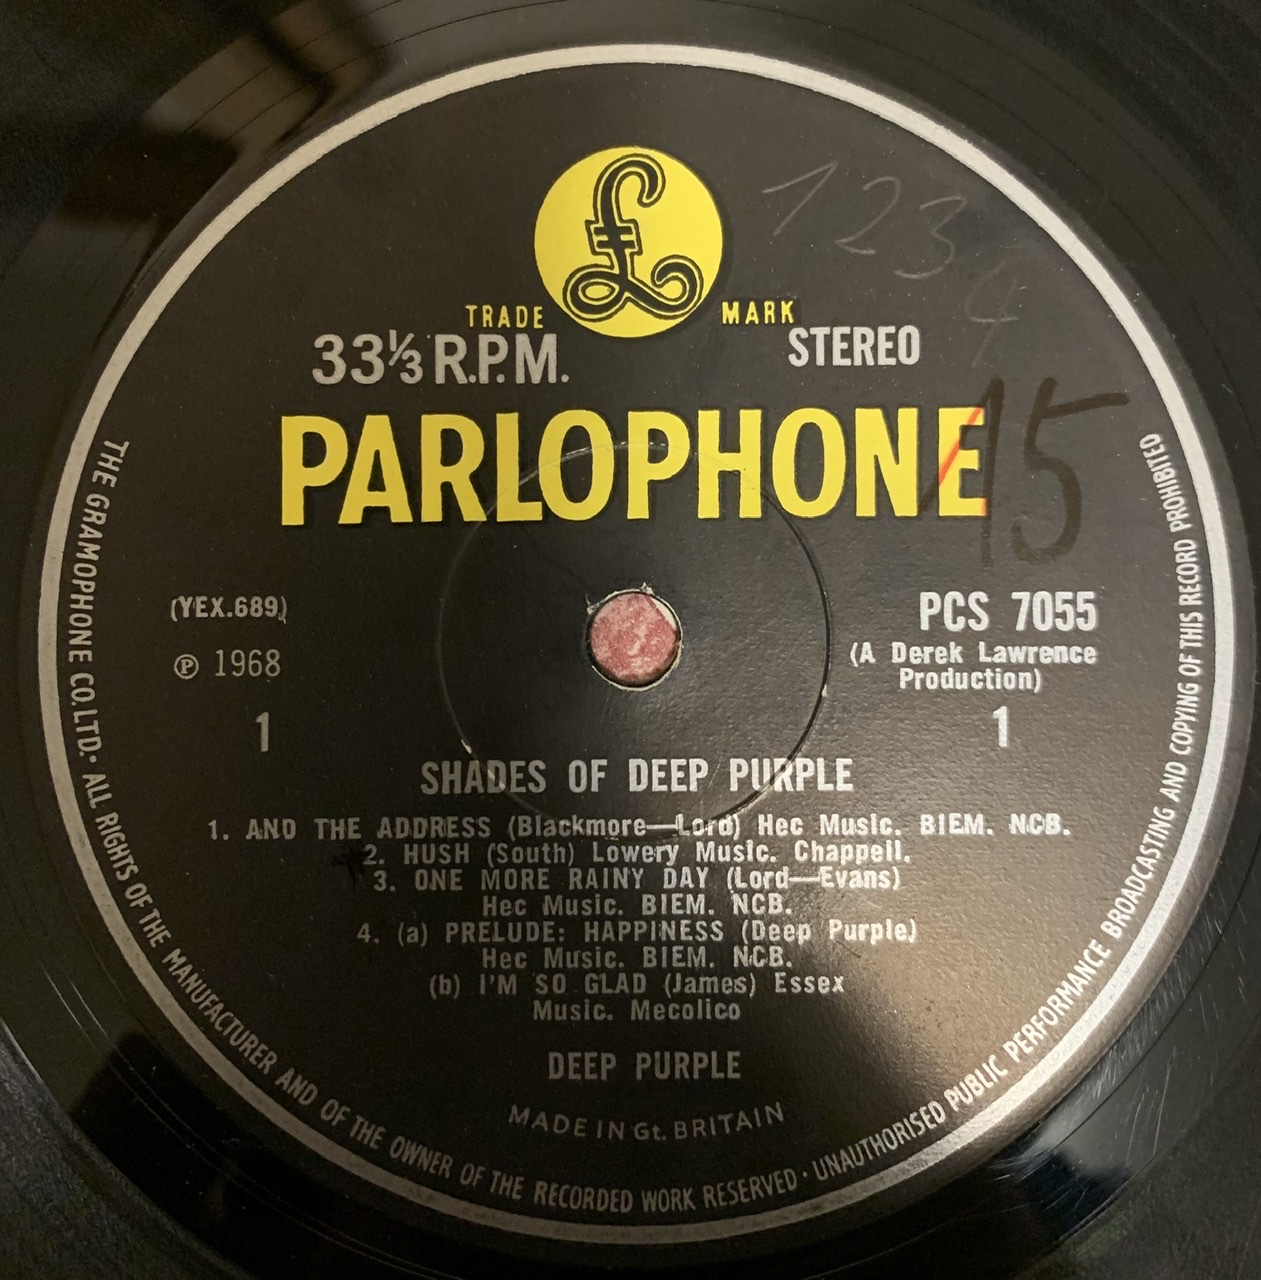 £
TRADE MARK
33⅓ R.P.M. STEREO
PARLOPHONE
1 2 3 4
15
(YEX.689)
℗ 1968
1
PCS 7055
(A Derek Lawrence
Production)
1
SHADES OF DEEP PURPLE
1. AND THE ADDRESS (Blackmore—Lord) Hec Music. BIEM. NCB.
2. HUSH (South) Lowery Music. Chappell.
3. ONE MORE RAINY DAY (Lord—Evans)
Hec Music. BIEM. NCB.
4. (a) PRELUDE: HAPPINESS (Deep Purple)
Hec Music. BIEM. NCB.
(b) I'M SO GLAD (James) Essex
Music. Mecolico
DEEP PURPLE
MADE IN Gt. BRITAIN
THE GRAMOPHONE CO. LTD. · ALL RIGHTS OF THE MANUFACTURER AND OF THE OWNER OF THE RECORDED WORK RESERVED · UNAUTHORISED PUBLIC PERFORMANCE BROADCASTING AND COPYING OF THIS RECORD PROHIBITED